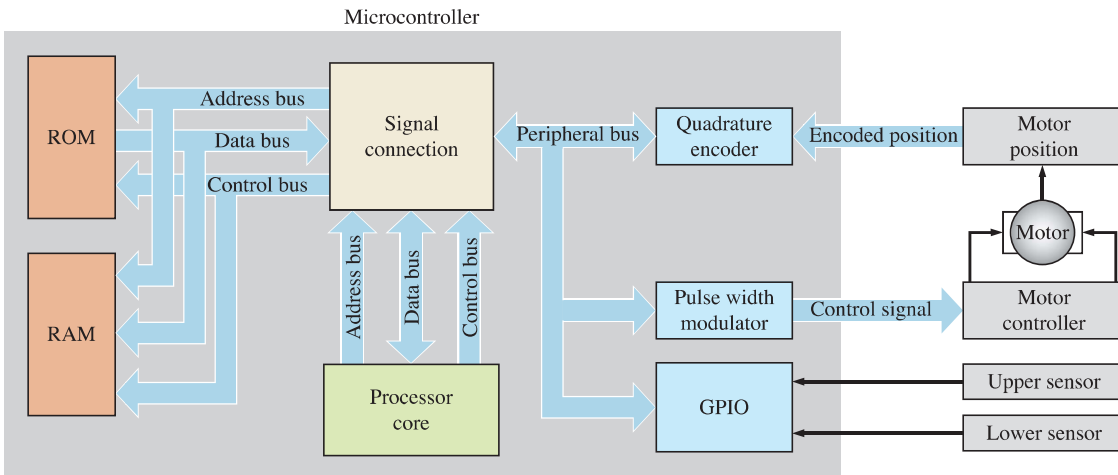 Microcontroller
ROM
RAM
Address bus
Data bus
Control bus
Signal
connection
Address bus
Data bus
Control bus
Processor
core
Peripheral bus
Quadrature
encoder
Pulse width
modulator
GPIO
Encoded position
Control signal
Motor
position
Motor
Motor
controller
Upper sensor
Lower sensor